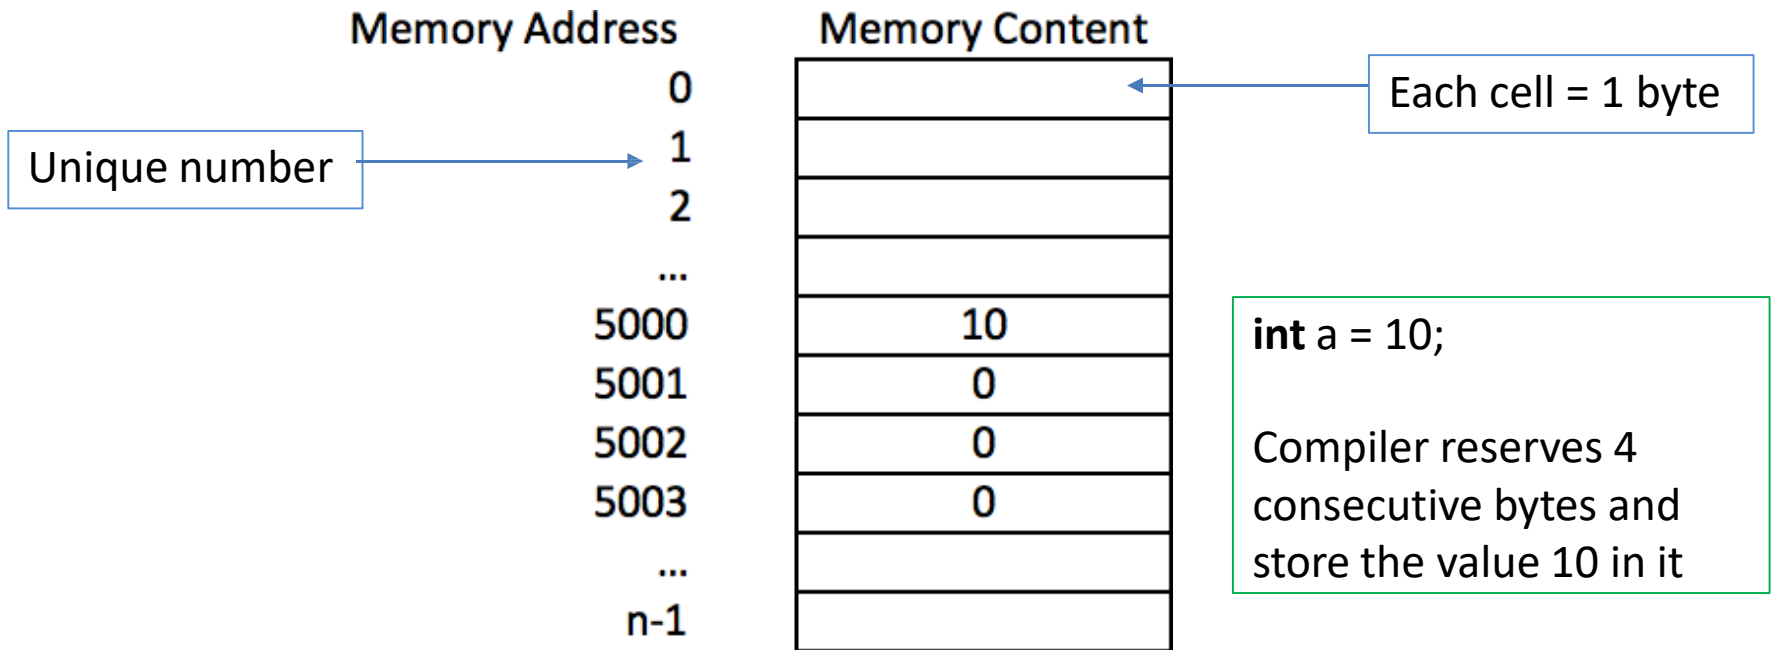 Memory Address Memory Content
0
Each cell = 1 byte
1
Unique number
2
...
5000 10
int a = 10;
5001 0
5002 0
Compiler reserves 4
5003 0
consecutive bytes and
...
store the value 10 in it
n-1